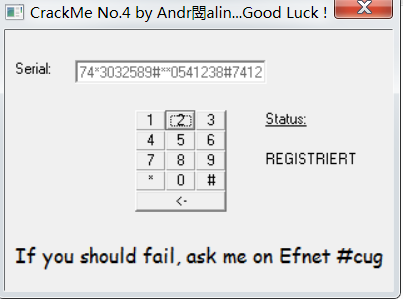 CrackMe No.4 by Andr閙alin...Good Luck !
Serial:
74*3032589#**0541238#7412
1 2 3
Status:
4 5 6
7 8 9
REGISTRIERT
* 0 #
<-
If you should fail, ask me on Efnet #cug